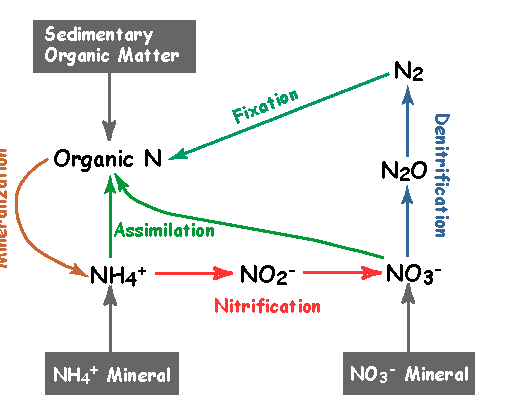 Sedimentary
Organic Matter
N2
Fixation
Denitrification
Organic N
N2O
Mineralization
Assimilation
NH4⁺
NO2⁻
NO3⁻
Nitrification
NH4⁺ Mineral
NO3⁻ Mineral